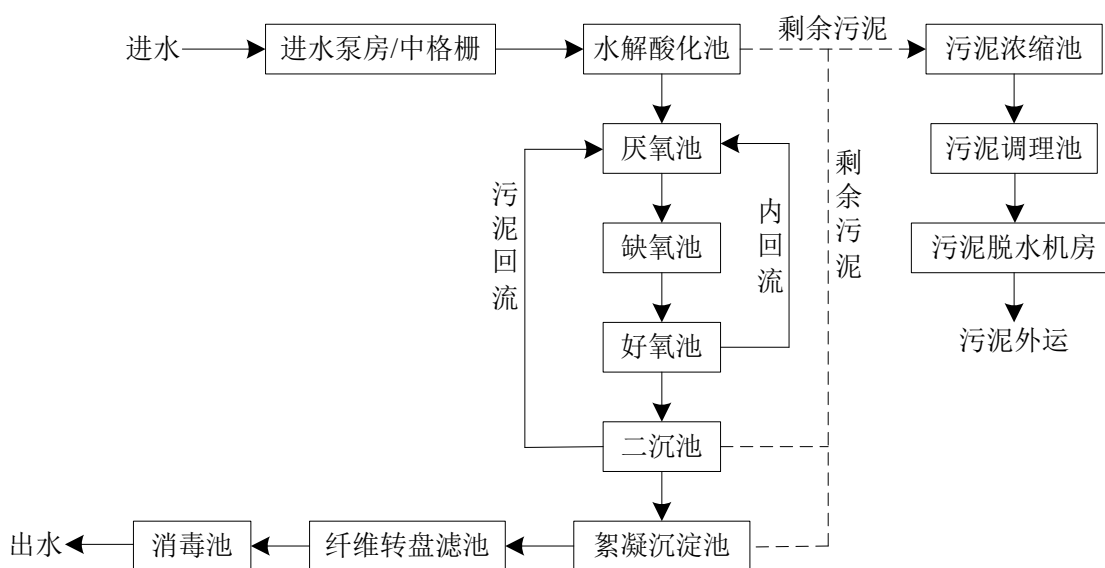 进水
进水泵房/中格栅
水解酸化池
剩余污泥
污泥浓缩池
厌氧池
污泥调理池
剩余污泥
污泥回流
内回流
缺氧池
污泥脱水机房
好氧池
污泥外运
二沉池
出水
消毒池
纤维转盘滤池
絮凝沉淀池